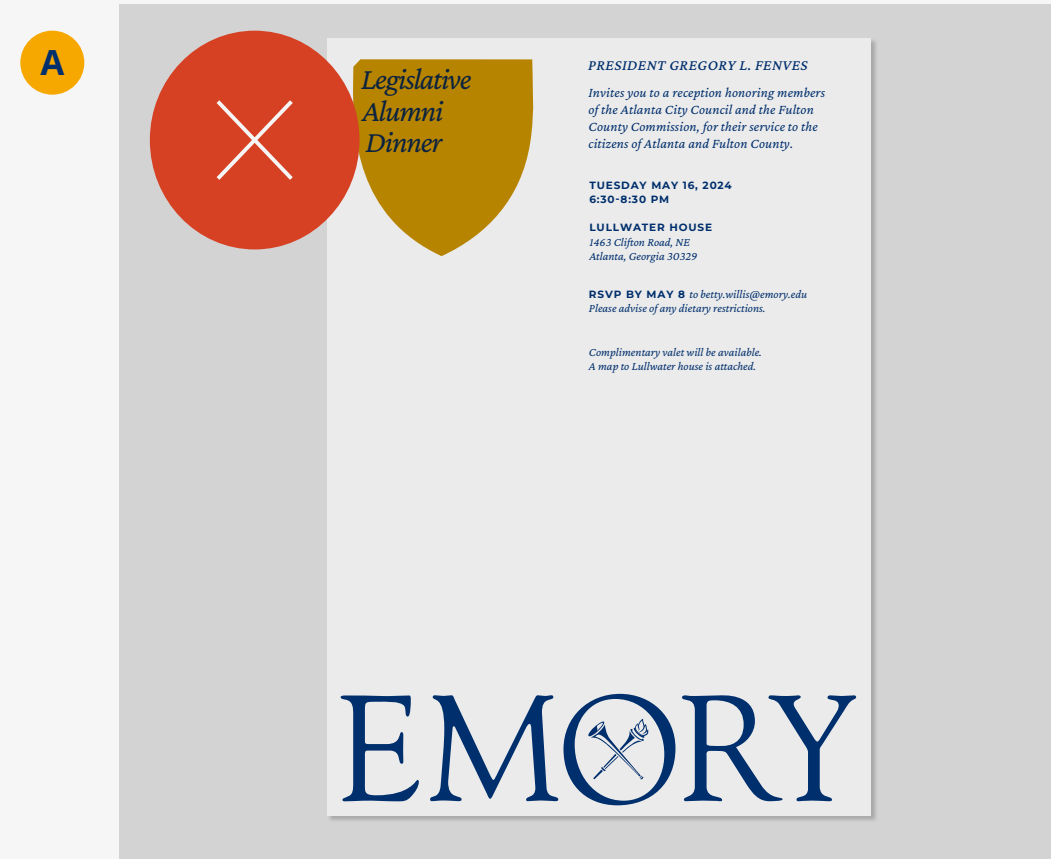 A
Legislative
Alumni
Dinner
PRESIDENT GREGORY L. FENVES
Invites you to a reception honoring members
of the Atlanta City Council and the Fulton
County Commission, for their service to the
citizens of Atlanta and Fulton County.
TUESDAY MAY 16, 2024
6:30-8:30 PM
LULLWATER HOUSE
1463 Clifton Road, NE
Atlanta, Georgia 30329
RSVP BY MAY 8 to betty.willis@emory.edu
Please advise of any dietary restrictions.
Complimentary valet will be available.
A map to Lullwater house is attached.
EMORY